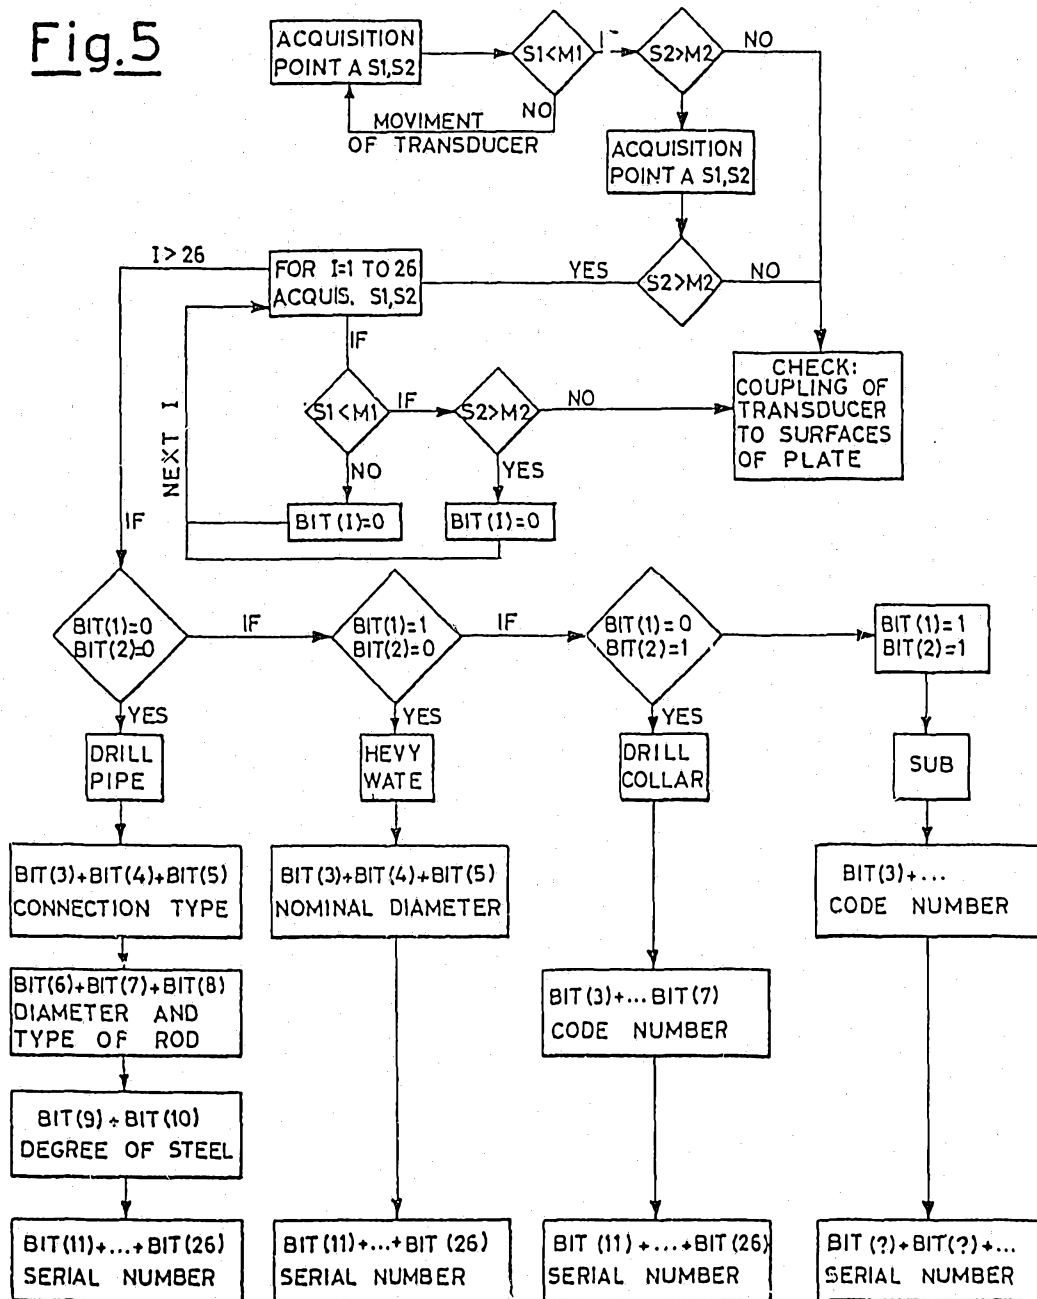 Fig.5
ACQUISITION
POINT A S1,S2
S1<M1
S2>M2
NO
NO
MOVIMENT
OF TRANSDUCER
ACQUISITION
POINT A S1,S2
I>26
FOR I=1 TO 26
ACQUIS. S1,S2
YES
S2>M2
NO
IF
CHECK:
COUPLING OF
TRANSDUCER
TO SURFACES
OF PLATE
S1<M1
IF
S2>M2
NO
NEXT I
NO
YES
BIT(I)=0
BIT(I)=0
IF
BIT(1)=0
BIT(2)=0
IF
BIT(1)=1
BIT(2)=0
IF
BIT(1)=0
BIT(2)=1
BIT(1)=1
BIT(2)=1
YES
YES
YES
DRILL
PIPE
HEVY
WATE
DRILL
COLLAR
SUB
BIT(3)+BIT(4)+BIT(5)
CONNECTION TYPE
BIT(3)+BIT(4)+BIT(5)
NOMINAL DIAMETER
BIT(3)+...
CODE NUMBER
BIT(6)+BIT(7)+BIT(8)
DIAMETER AND
TYPE OF ROD
BIT(3)+...BIT(7)
CODE NUMBER
BIT(9)+BIT(10)
DEGREE OF STEEL
BIT(11)+...+BIT(26)
SERIAL NUMBER
BIT(11)+...+BIT(26)
SERIAL NUMBER
BIT(11)+...+BIT(26)
SERIAL NUMBER
BIT(?)+BIT(?)+...
SERIAL NUMBER